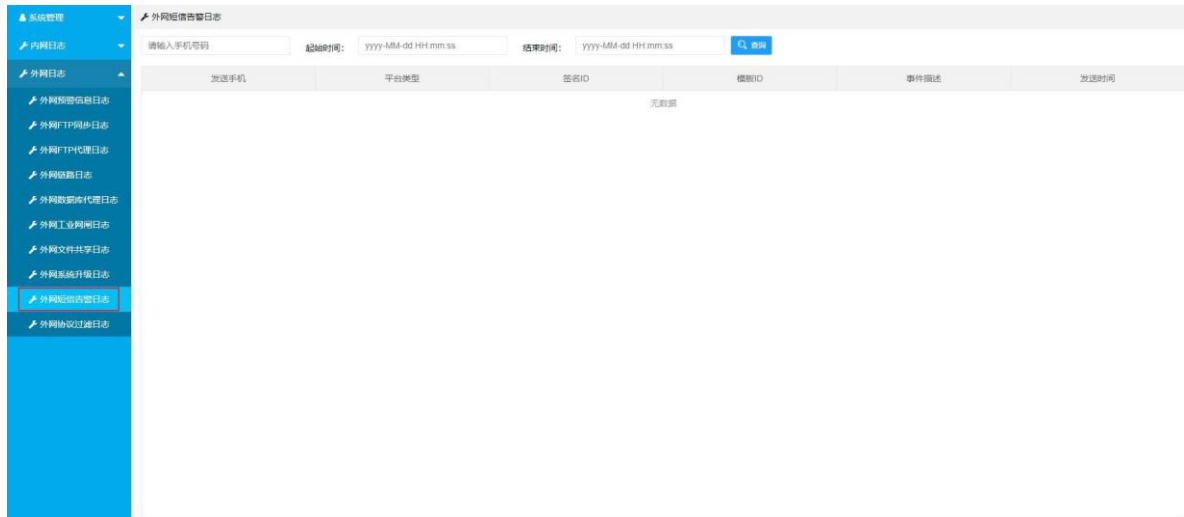 系统管理
内网日志
外网日志
外网预警信息日志
外网FTP同步日志
外网FTP代理日志
外网链路日志
外网数据库代理日志
外网工业网闸日志
外网文件共享日志
外网系统升级日志
外网短信告警日志
外网协议过滤日志
外网短信告警日志
请输入手机号码 起始时间: yyyy-MM-dd HH:mm:ss 结束时间: yyyy-MM-dd HH:mm:ss 查询
发送手机 平台类型 签名ID 模板ID 事件描述 发送时间
无数据